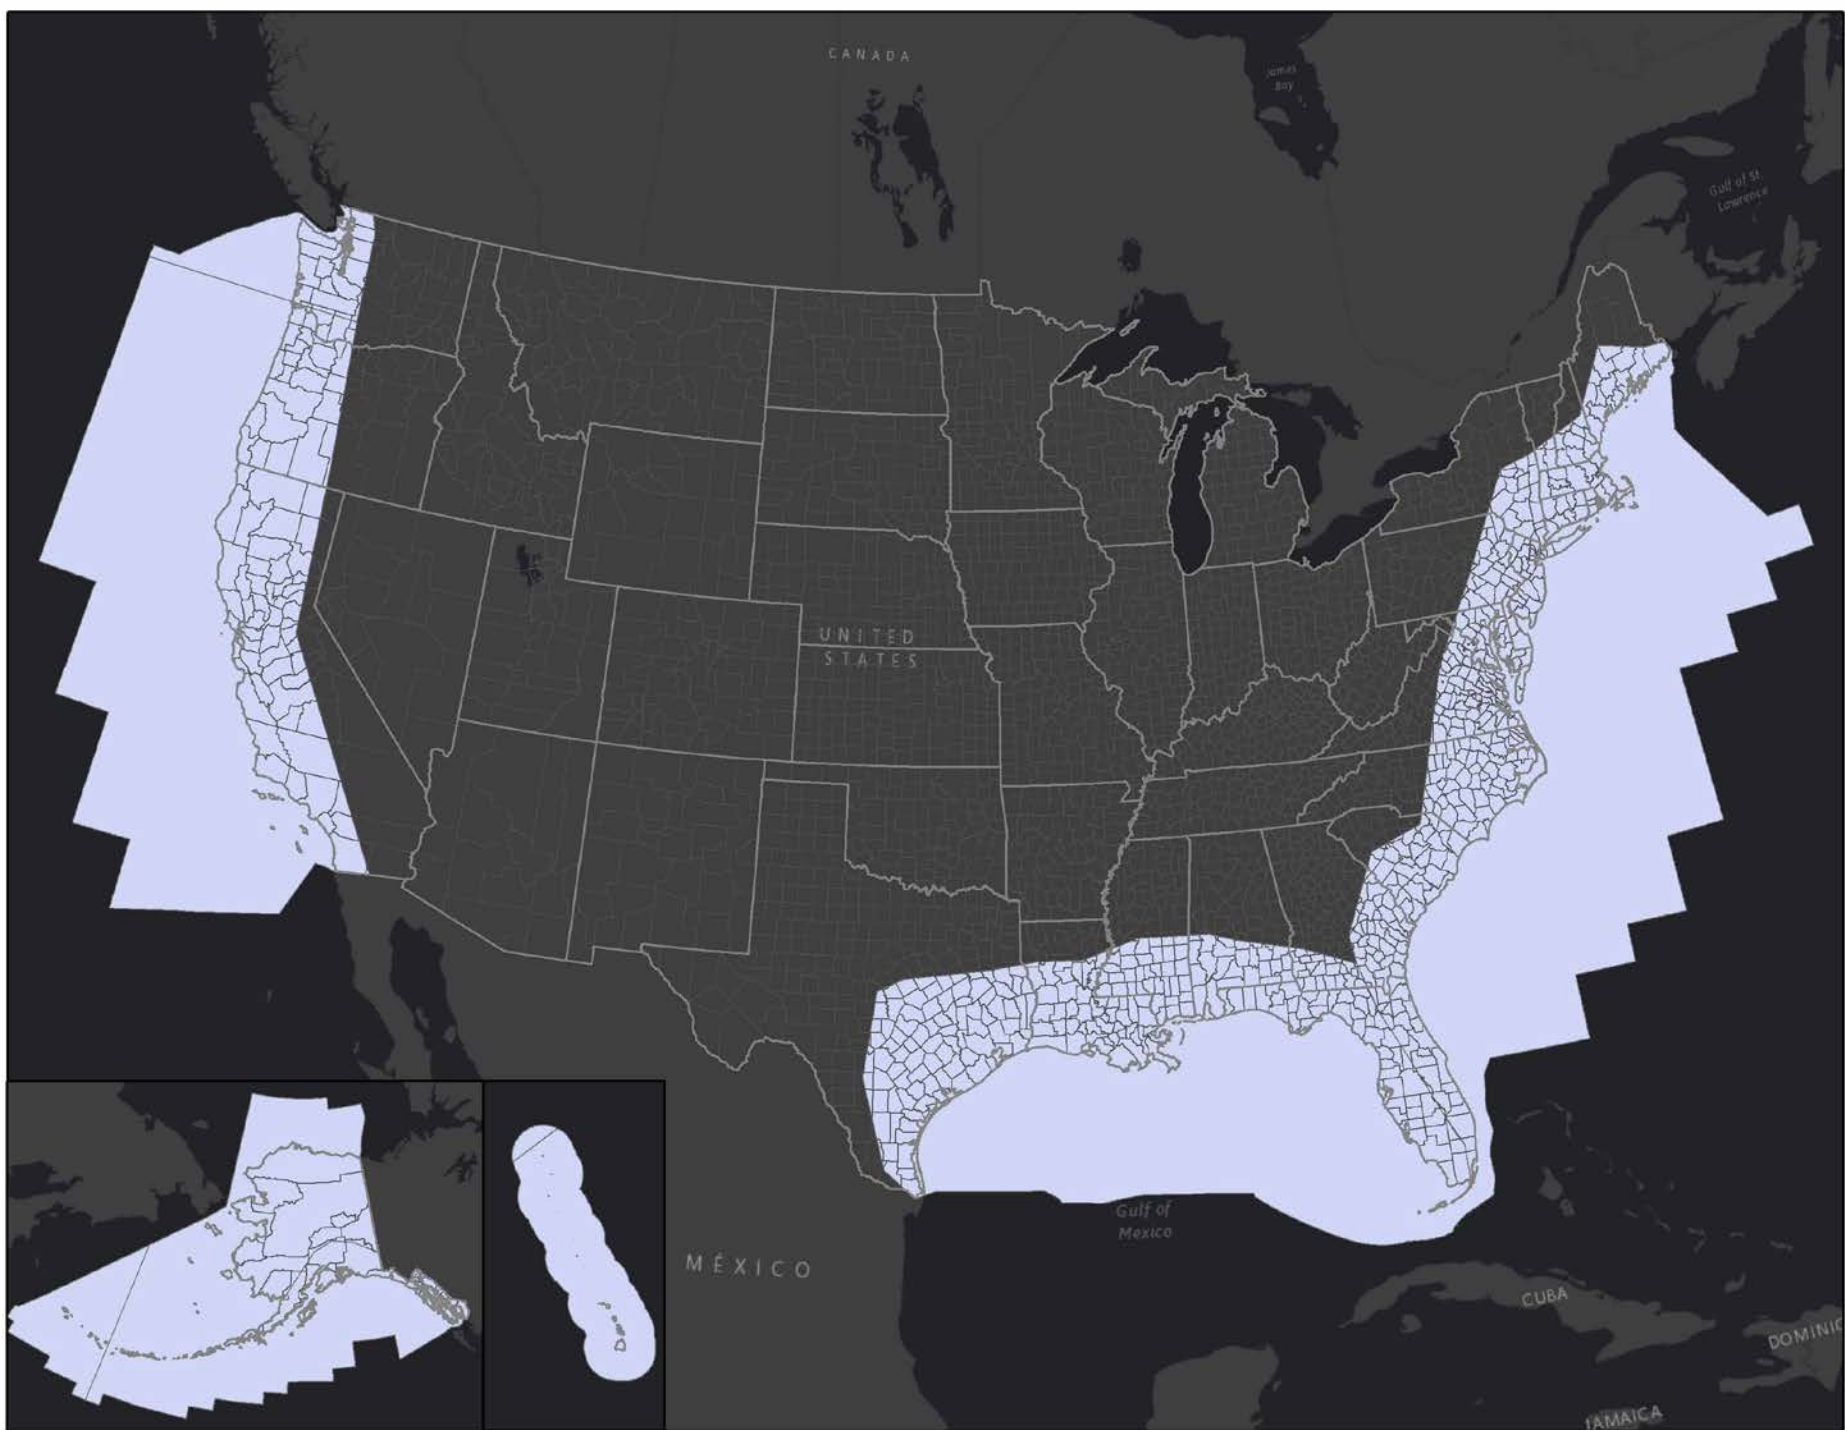 CANADA
James
Bay
Gulf of St.
Lawrence
UNITED
STATES
Gulf of
Mexico
MÉXICO
CUBA
DOMINIC
JAMAICA